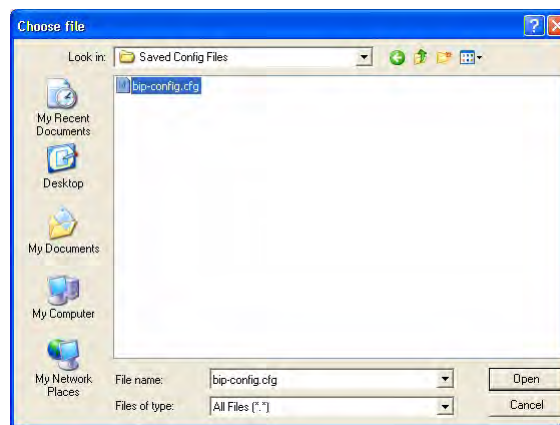 Choose file
Look in:
Saved Config Files
bip-config.cfg
My Recent
Documents
Desktop
My Documents
My Computer
My Network
Places
File name:
bip-config.cfg
Open
Files of type:
All Files (*.*)
Cancel